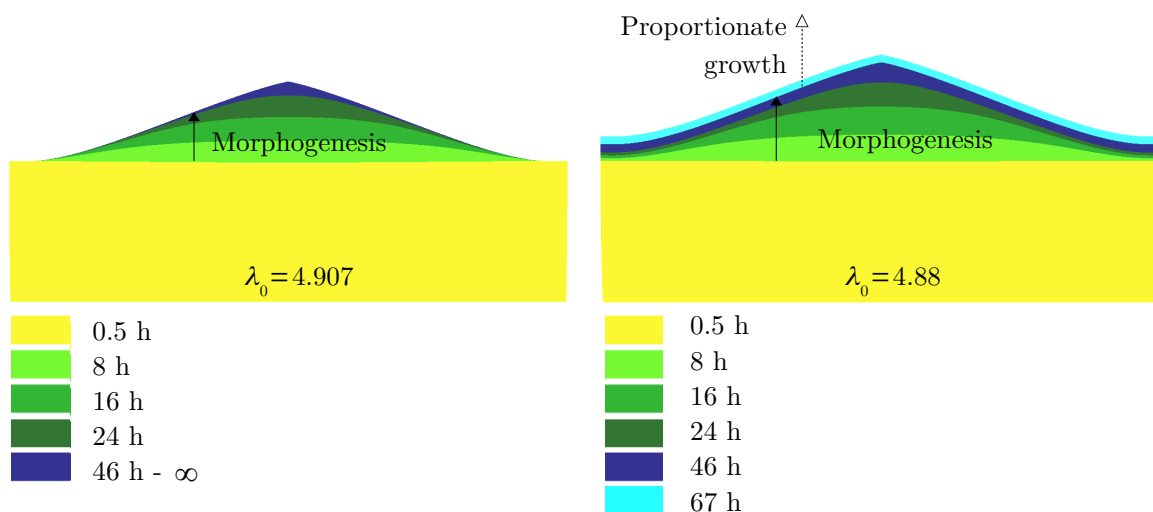 Morphogenesis
λ₀=4.907
0.5 h
8 h
16 h
24 h
46 h - ∞
Proportionate
growth
Morphogenesis
λ₀=4.88
0.5 h
8 h
16 h
24 h
46 h
67 h